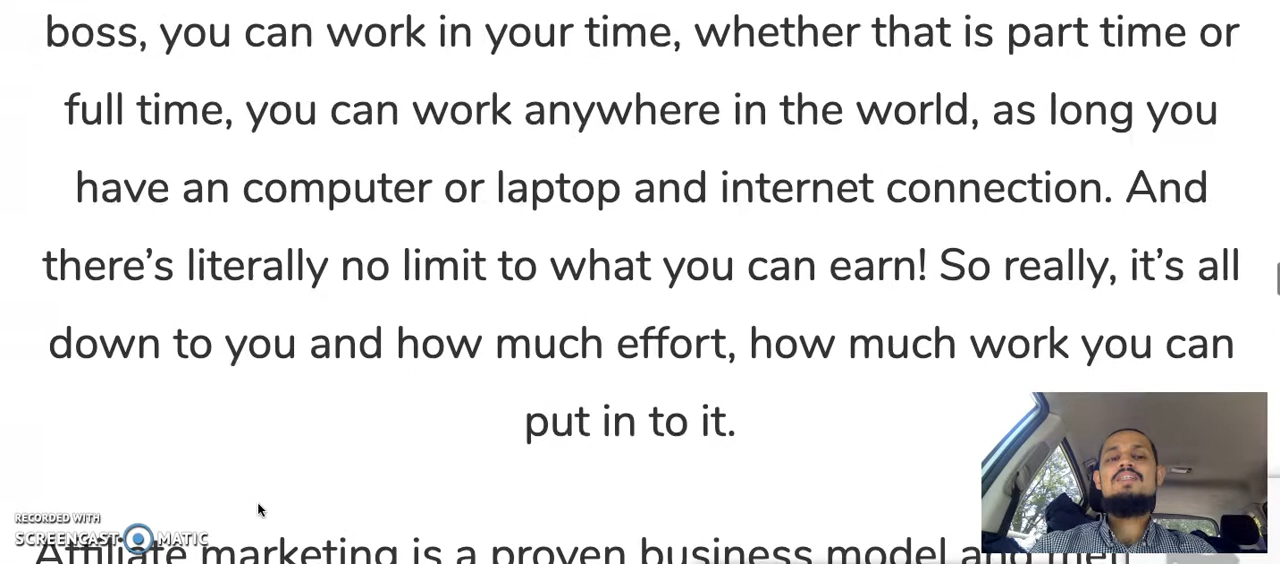 boss, you can work in your time, whether that is part time or
full time, you can work anywhere in the world, as long you
have an computer or laptop and internet connection. And
there’s literally no limit to what you can earn! So really, it’s all
down to you and how much effort, how much work you can
put in to it.
RECORDED WITH
SCREENCAST-O-MATIC
Affiliate marketing is a proven business model and then